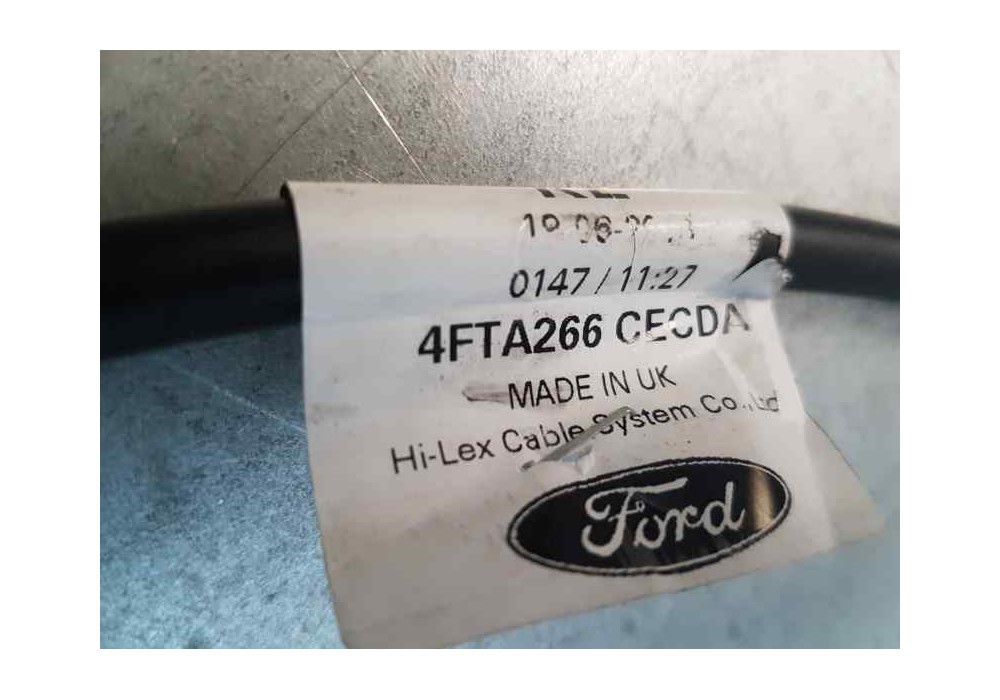 0147 / 11:27
4FTA266 CECDA
MADE IN UK
Hi-Lex Cable System Co., Ltd
Ford